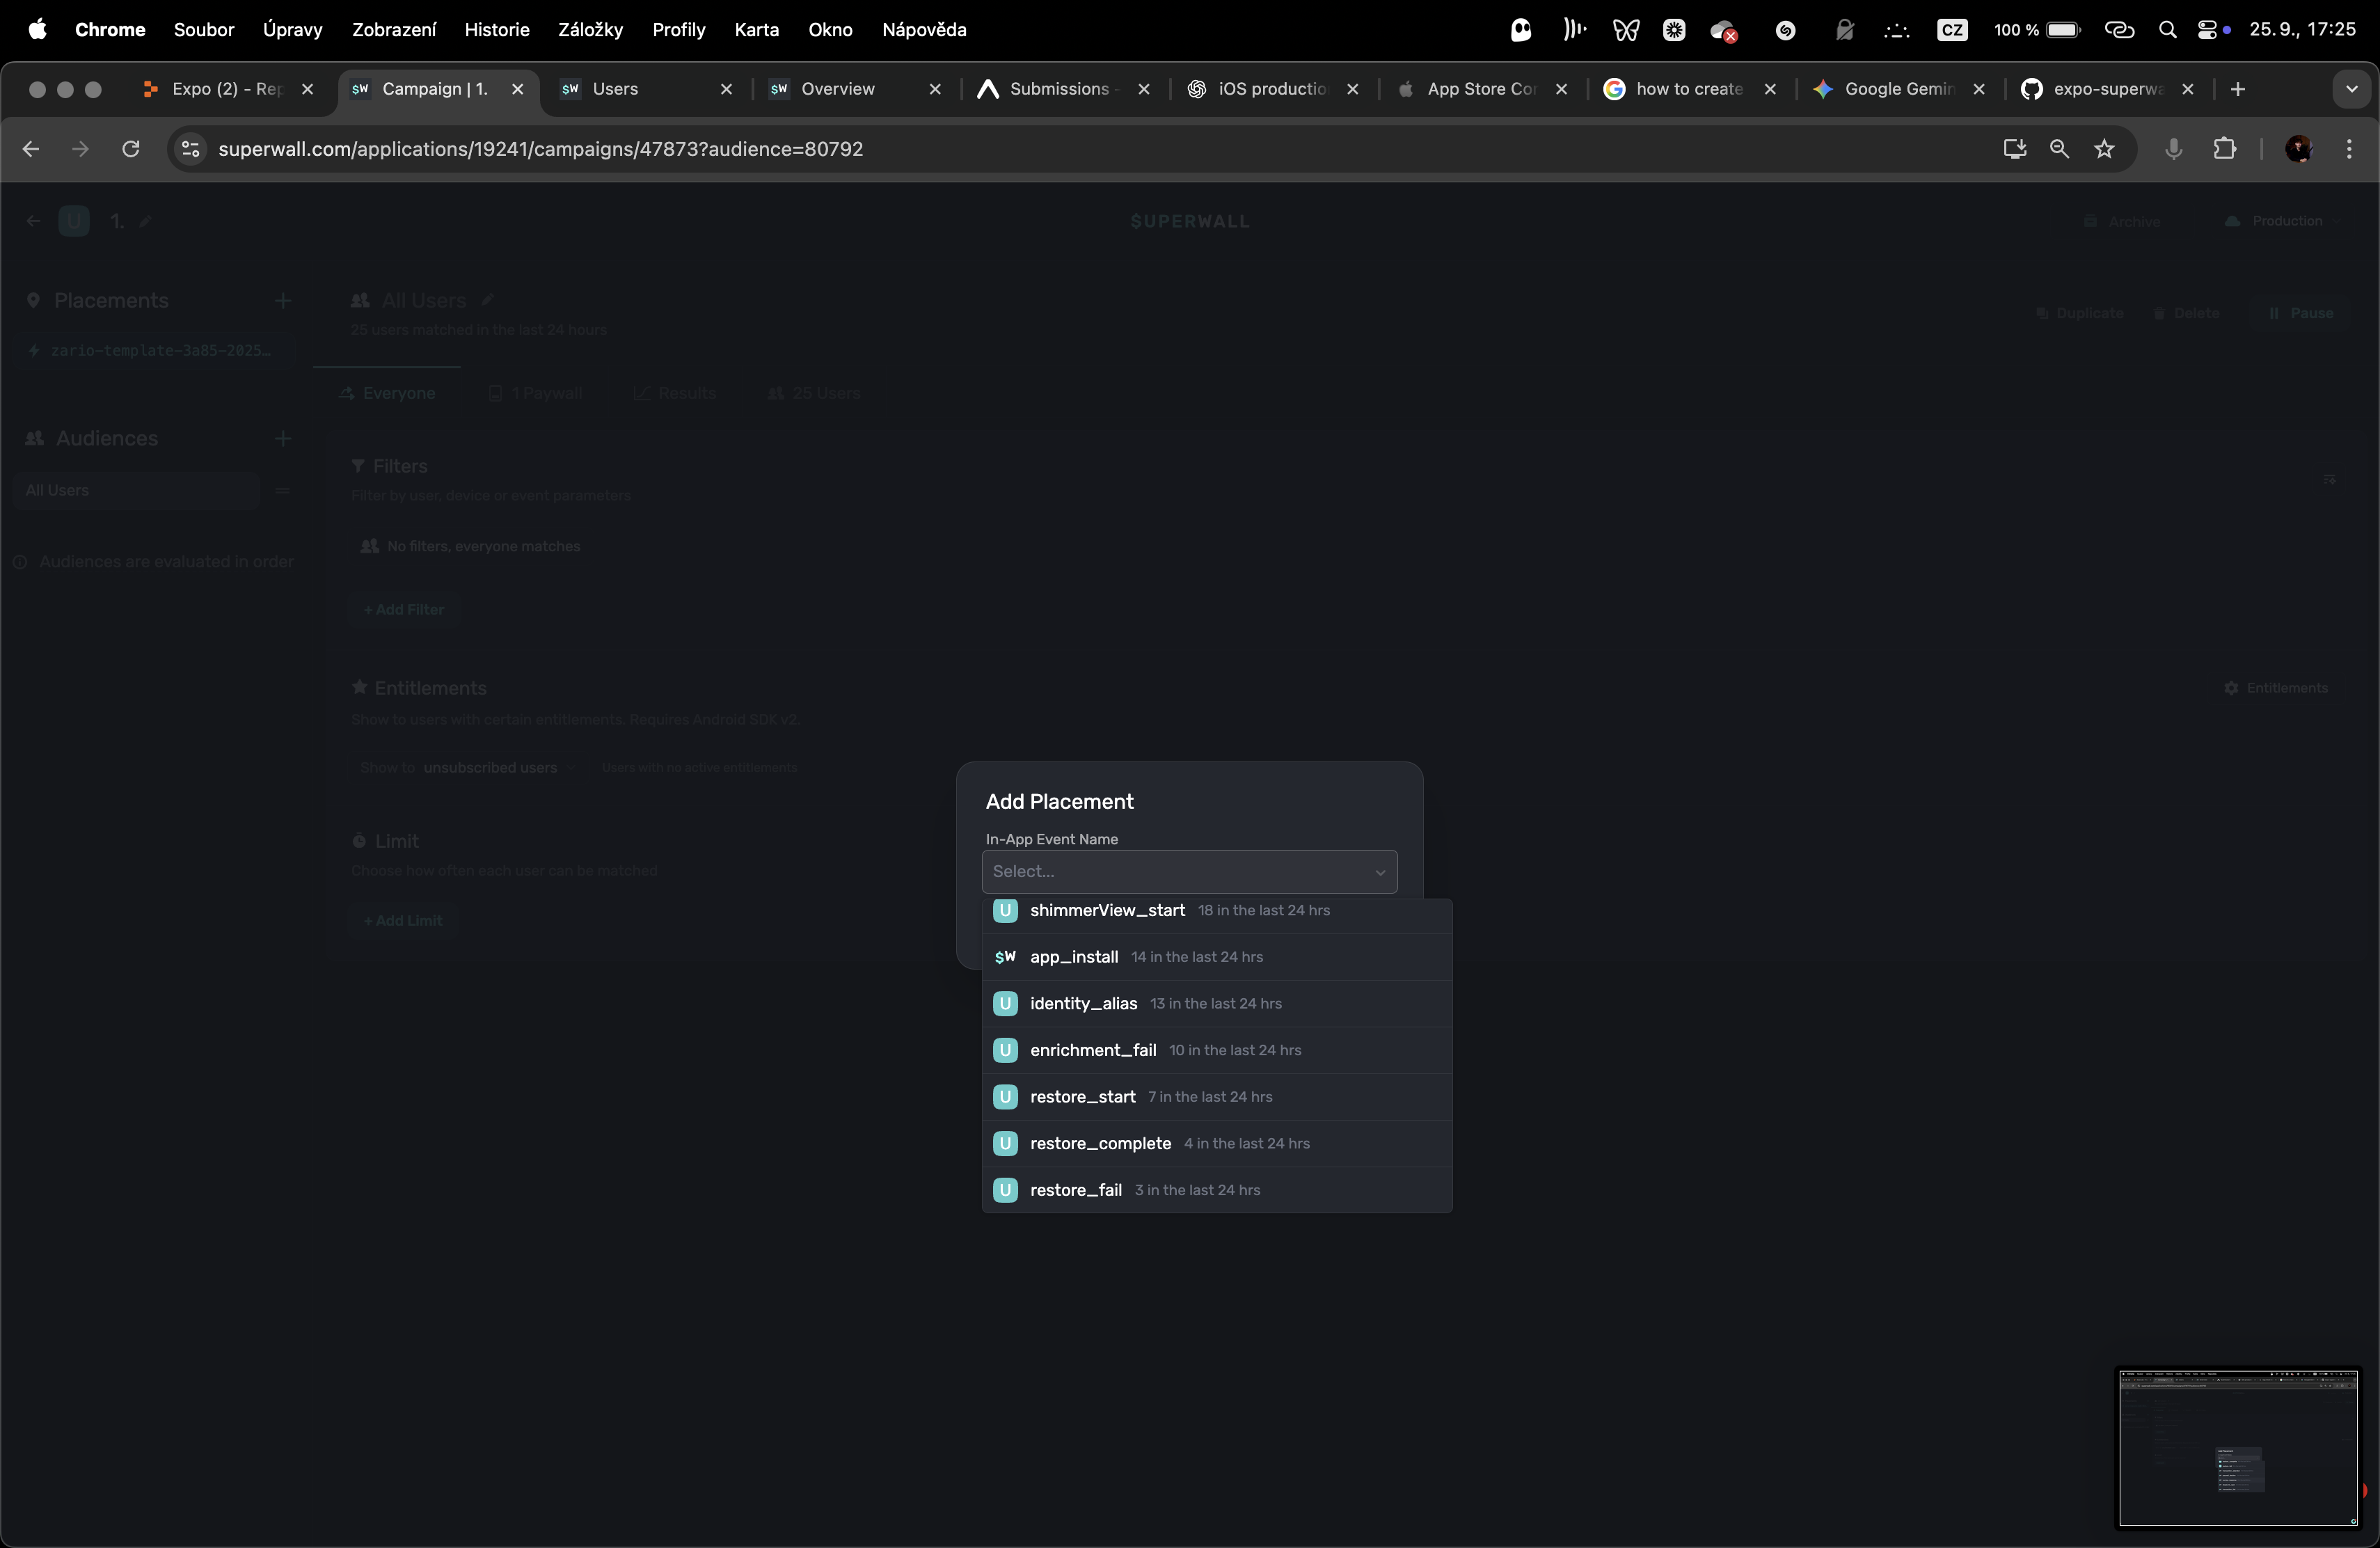 Chrome Soubor Úpravy Zobrazení Historie Záložky Profily Karta Okno Nápověda CZ 100 % 25. 9., 17:25
Expo (2) - Rep Campaign | 1. Users Overview Submissions - iOS productio App Store Cor how to create Google Gemin expo-superwa
superwall.com/applications/19241/campaigns/47873?audience=80792
U 1. $UPERWALL Archive Production
Placements
zario-template-3a85-2025…
Audiences
All Users
Audiences are evaluated in order
All Users
25 users matched in the last 24 hours
Duplicate Delete Pause
Everyone 1 Paywall Results 25 Users
Filters
Filter by user, device or event parameters
No filters, everyone matches
+ Add Filter
Entitlements
Entitlements
Show to users with certain entitlements. Requires Android SDK v2.
Show to unsubscribed users Users with no active entitlements
Limit
Choose how often each user can be matched
+ Add Limit
Add Placement
In-App Event Name
Select...
U shimmerView_start 18 in the last 24 hrs
$W app_install 14 in the last 24 hrs
U identity_alias 13 in the last 24 hrs
U enrichment_fail 10 in the last 24 hrs
U restore_start 7 in the last 24 hrs
U restore_complete 4 in the last 24 hrs
U restore_fail 3 in the last 24 hrs